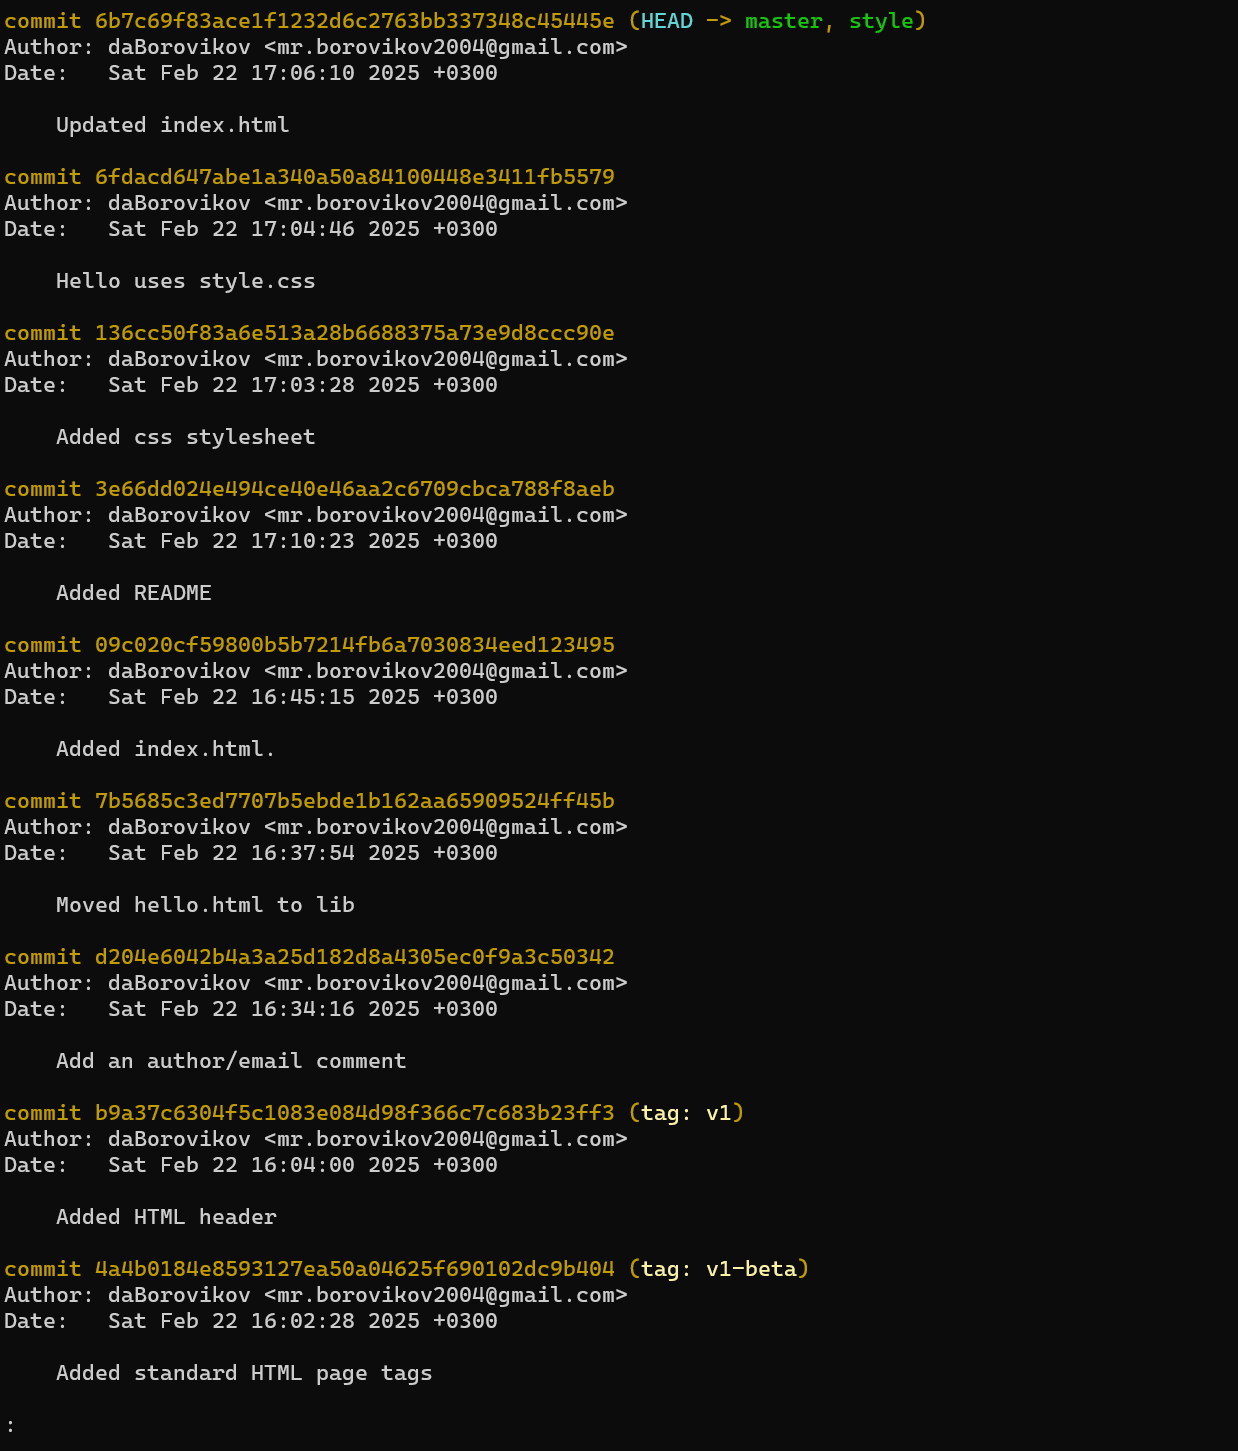 commit 6b7c69f83ace1f1232d6c2763bb337348c45445e (HEAD -> master, style)
Author: daBorovikov <mr.borovikov2004@gmail.com>
Date:   Sat Feb 22 17:06:10 2025 +0300
    Updated index.html
commit 6fdacd647abe1a340a50a84100448e3411fb5579
Author: daBorovikov <mr.borovikov2004@gmail.com>
Date:   Sat Feb 22 17:04:46 2025 +0300
    Hello uses style.css
commit 136cc50f83a6e513a28b6688375a73e9d8ccc90e
Author: daBorovikov <mr.borovikov2004@gmail.com>
Date:   Sat Feb 22 17:03:28 2025 +0300
    Added css stylesheet
commit 3e66dd024e494ce40e46aa2c6709cbca788f8aeb
Author: daBorovikov <mr.borovikov2004@gmail.com>
Date:   Sat Feb 22 17:10:23 2025 +0300
    Added README
commit 09c020cf59800b5b7214fb6a7030834eed123495
Author: daBorovikov <mr.borovikov2004@gmail.com>
Date:   Sat Feb 22 16:45:15 2025 +0300
    Added index.html.
commit 7b5685c3ed7707b5ebde1b162aa65909524ff45b
Author: daBorovikov <mr.borovikov2004@gmail.com>
Date:   Sat Feb 22 16:37:54 2025 +0300
    Moved hello.html to lib
commit d204e6042b4a3a25d182d8a4305ec0f9a3c50342
Author: daBorovikov <mr.borovikov2004@gmail.com>
Date:   Sat Feb 22 16:34:16 2025 +0300
    Add an author/email comment
commit b9a37c6304f5c1083e084d98f366c7c683b23ff3 (tag: v1)
Author: daBorovikov <mr.borovikov2004@gmail.com>
Date:   Sat Feb 22 16:04:00 2025 +0300
    Added HTML header
commit 4a4b0184e8593127ea50a04625f690102dc9b404 (tag: v1-beta)
Author: daBorovikov <mr.borovikov2004@gmail.com>
Date:   Sat Feb 22 16:02:28 2025 +0300
    Added standard HTML page tags
: